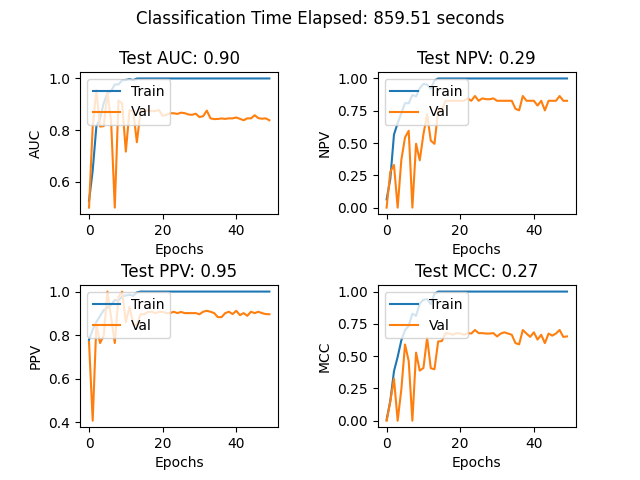 Classification Time Elapsed: 859.51 seconds
Test AUC: 0.90
1.0
0.8
0.6
AUC
Train
Val
0
20
40
Epochs
Test NPV: 0.29
1.00
0.75
0.50
0.25
0.00
NPV
Train
Val
0
20
40
Epochs
Test PPV: 0.95
1.0
0.8
0.6
0.4
PPV
Train
Val
0
20
40
Epochs
Test MCC: 0.27
1.00
0.75
0.50
0.25
0.00
MCC
Train
Val
0
20
40
Epochs